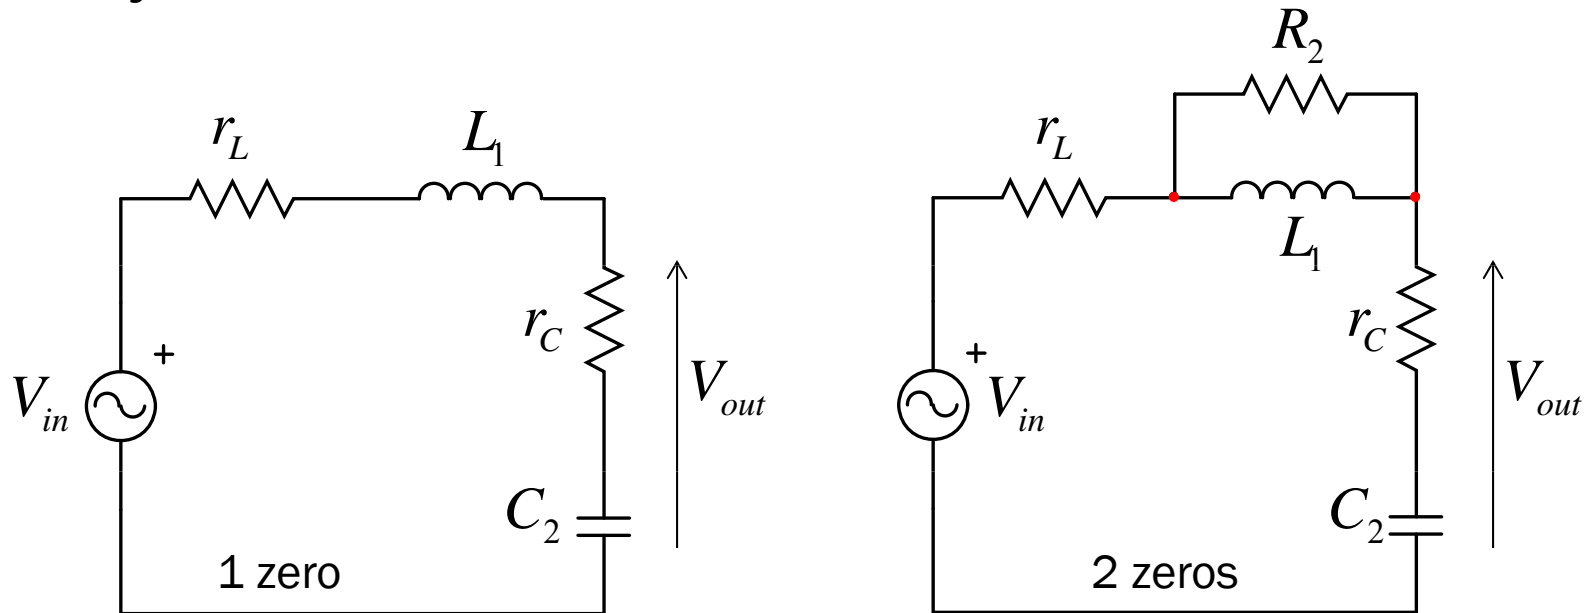 r_L
L_1
r_C
+
V_in
V_out
C_2
1 zero
R_2
r_L
L_1
r_C
+
V_in
V_out
C_2
2 zeros